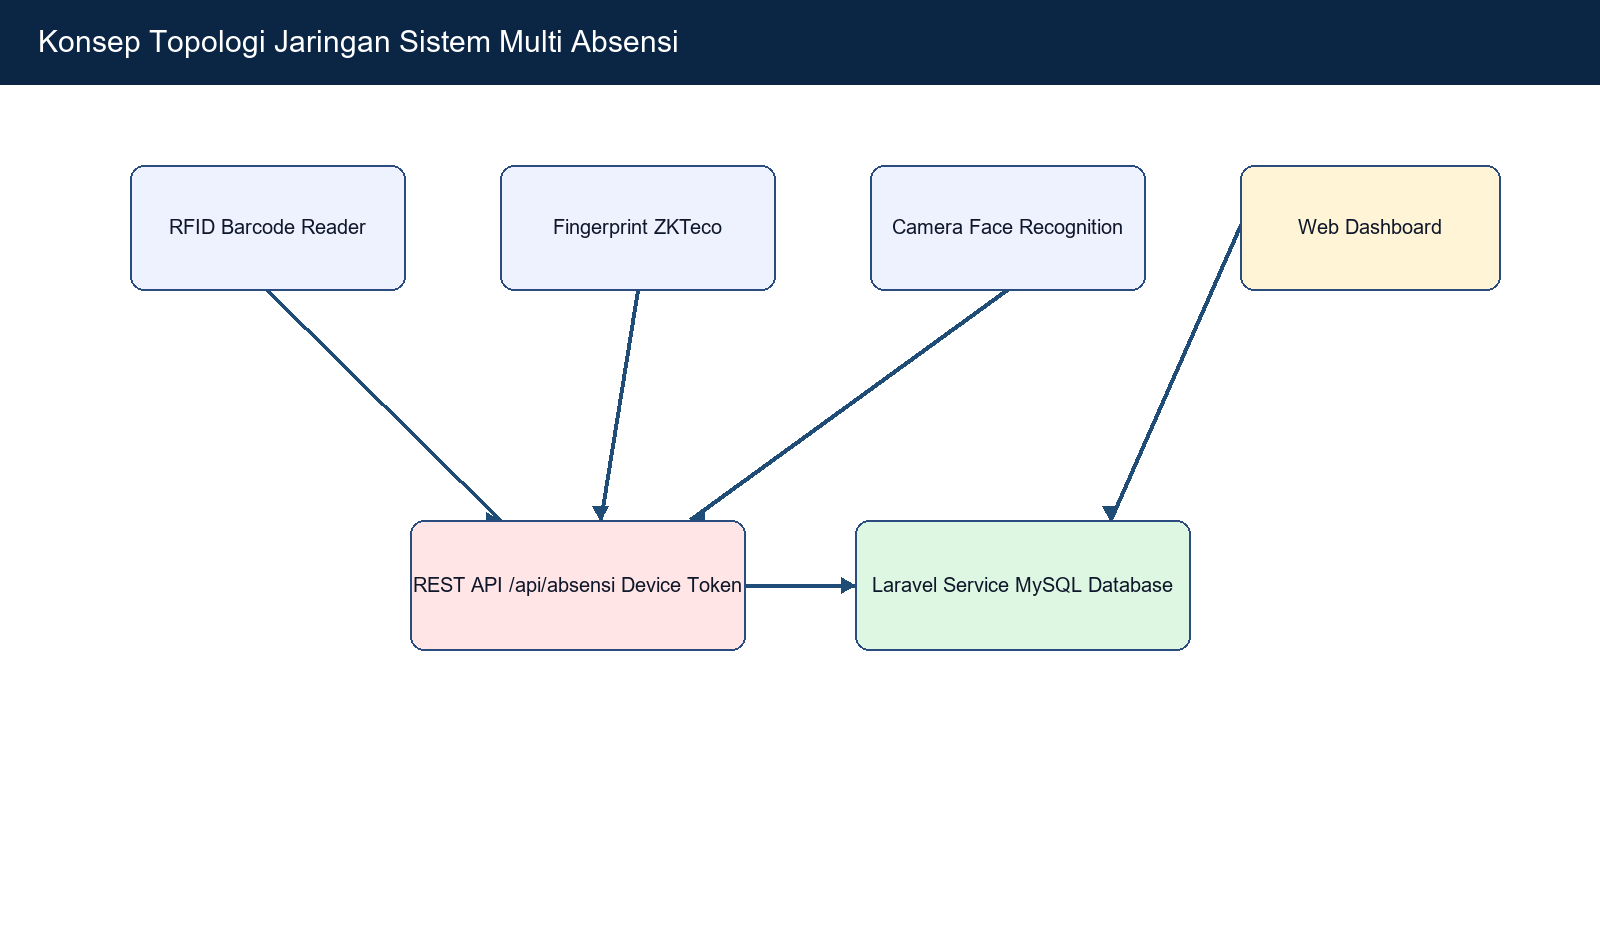 Konsep Topologi Jaringan Sistem Multi Absensi
RFID Barcode Reader
Fingerprint ZKTeco
Camera Face Recognition
Web Dashboard
REST API /api/absensi Device Token
Laravel Service MySQL Database